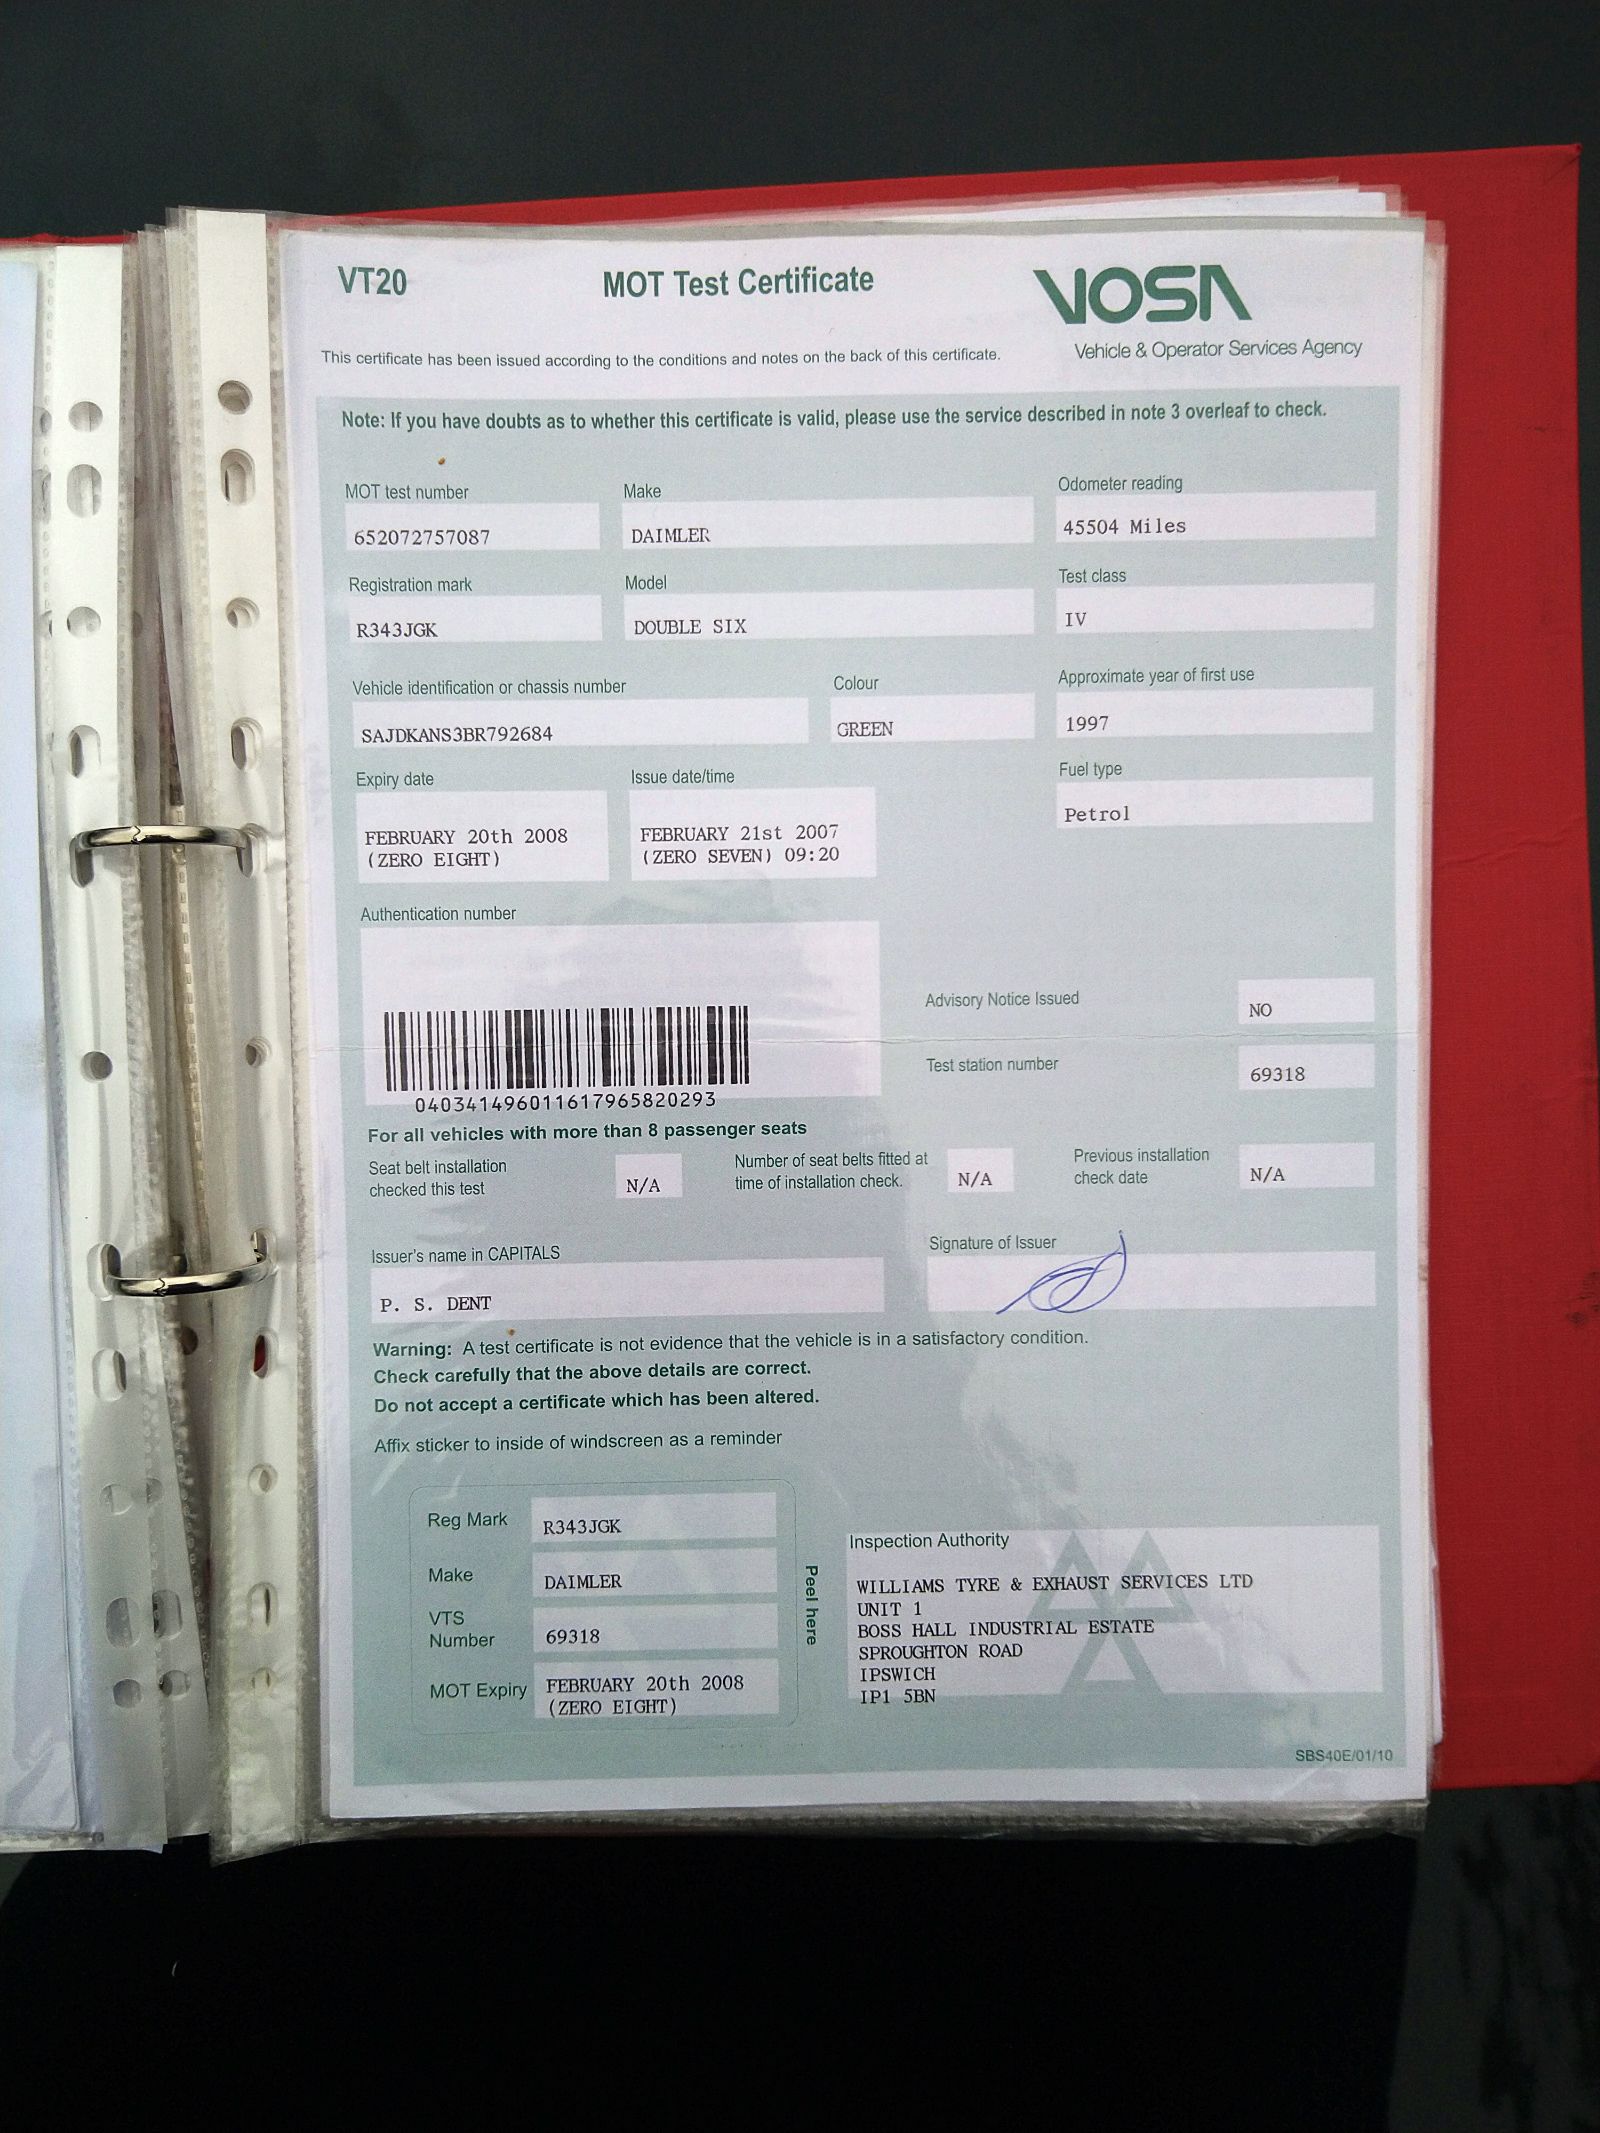 VT20
MOT Test Certificate
VOSA
Vehicle & Operator Services Agency
This certificate has been issued according to the conditions and notes on the back of this certificate.
Note: If you have doubts as to whether this certificate is valid, please use the service described in note 3 overleaf to check.
MOT test number
652072757087
Make
DAIMLER
Odometer reading
45504 Miles
Registration mark
R343JGK
Model
DOUBLE SIX
Test class
IV
Vehicle identification or chassis number
SAJDKANS3BR792684
Colour
GREEN
Approximate year of first use
1997
Expiry date
FEBRUARY 20th 2008
(ZERO EIGHT)
Issue date/time
FEBRUARY 21st 2007
(ZERO SEVEN) 09:20
Fuel type
Petrol
Authentication number
040341496011617965820293
Advisory Notice Issued
NO
Test station number
69318
For all vehicles with more than 8 passenger seats
Seat belt installation
checked this test
N/A
Number of seat belts fitted at
time of installation check.
N/A
Previous installation
check date
N/A
Issuer's name in CAPITALS
P. S. DENT
Signature of Issuer
Warning: A test certificate is not evidence that the vehicle is in a satisfactory condition.
Check carefully that the above details are correct.
Do not accept a certificate which has been altered.
Affix sticker to inside of windscreen as a reminder
Reg Mark
R343JGK
Make
DAIMLER
VTS
Number
69318
MOT Expiry
FEBRUARY 20th 2008
(ZERO EIGHT)
Peel here
Inspection Authority
WILLIAMS TYRE & EXHAUST SERVICES LTD
UNIT 1
BOSS HALL INDUSTRIAL ESTATE
SPROUGHTON ROAD
IPSWICH
IP1 5BN
SBS40E/01/10